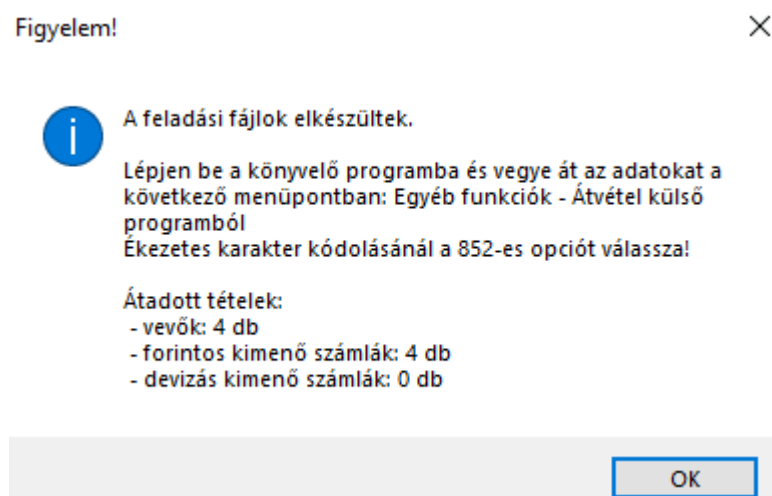 Figyelem!
A feladási fájlok elkészültek.
Lépjen be a könyvelő programba és vegye át az adatokat a
következő menüpontban: Egyéb funkciók - Átvétel külső
programból
Ékezetes karakter kódolásánál a 852-es opciót válassza!
Átadott tételek:
- vevők: 4 db
- forintos kimenő számlák: 4 db
- devizás kimenő számlák: 0 db
OK